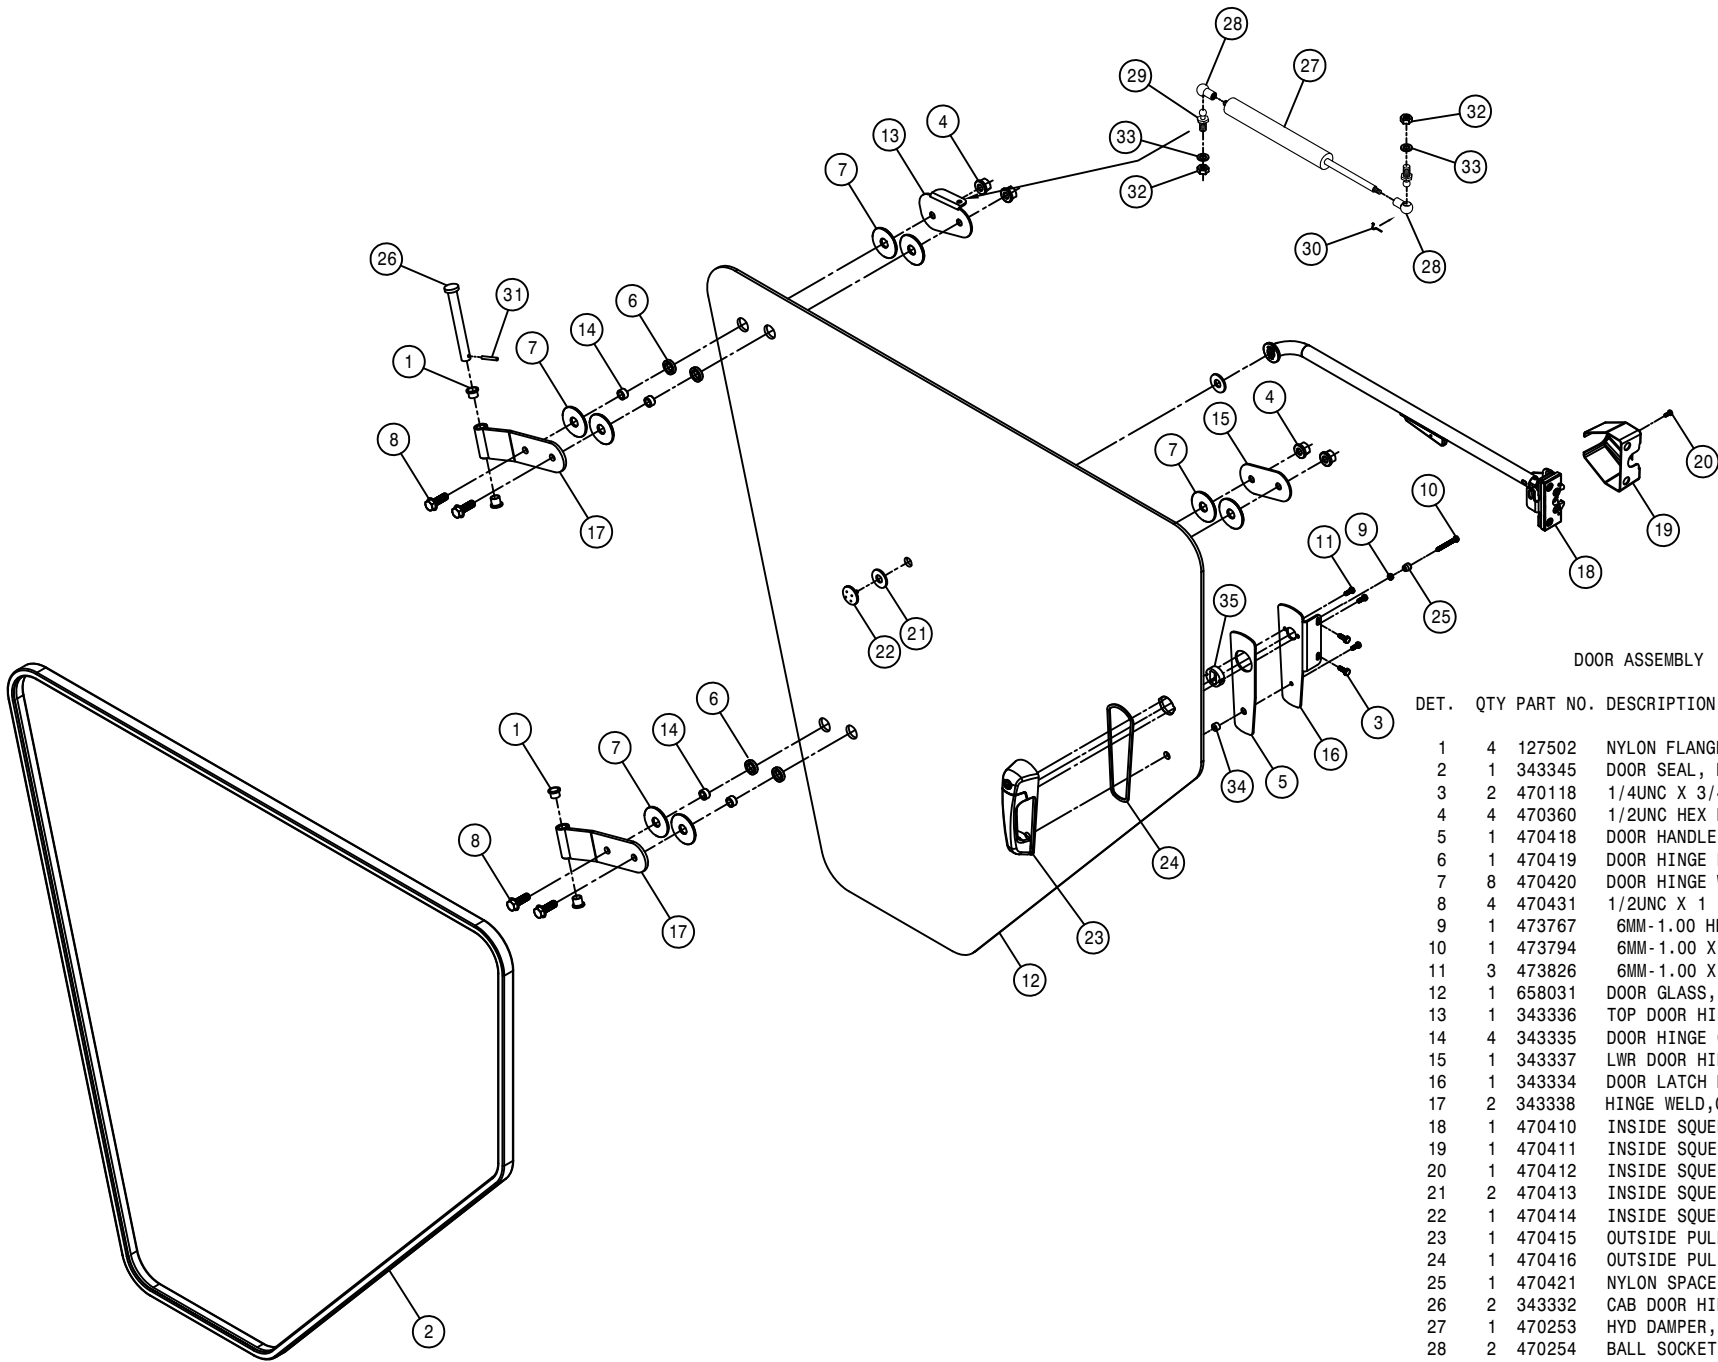 28
27
29
32
4
13
33
33
7
32
26
30
28
31
6
14
7
1
4
15
8
7
20
10
17
9
19
11
18
35
25
21
22
DOOR ASSEMBLY
6
3
1
14
16
7
5
34
24
8
17
23
12
2
DET. QTY PART NO. DESCRIPTION
1 4 127502 NYLON FLANG
2 1 343345 DOOR SEAL,
3 2 470118 1/4UNC X 3/
4 4 470360 1/2UNC HEX
5 1 470418 DOOR HANDLE
6 1 470419 DOOR HINGE
7 8 470420 DOOR HINGE
8 4 470431 1/2UNC X 1
9 1 473767 6MM-1.00 H
10 1 473794 6MM-1.00 X
11 3 473826 6MM-1.00 X
12 1 658031 DOOR GLASS,
13 1 343336 TOP DOOR HI
14 4 343335 DOOR HINGE
15 1 343337 LWR DOOR HI
16 1 343334 DOOR LATCH
17 2 343338 HINGE WELD,
18 1 470410 INSIDE SQUE
19 1 470411 INSIDE SQUE
20 1 470412 INSIDE SQUE
21 2 470413 INSIDE SQUE
22 1 470414 INSIDE SQUE
23 1 470415 OUTSIDE PUL
24 1 470416 OUTSIDE PUL
25 1 470421 NYLON SPACE
26 2 343332 CAB DOOR HI
27 1 470253 HYD DAMPER,
28 2 470254 BALL SOCKET